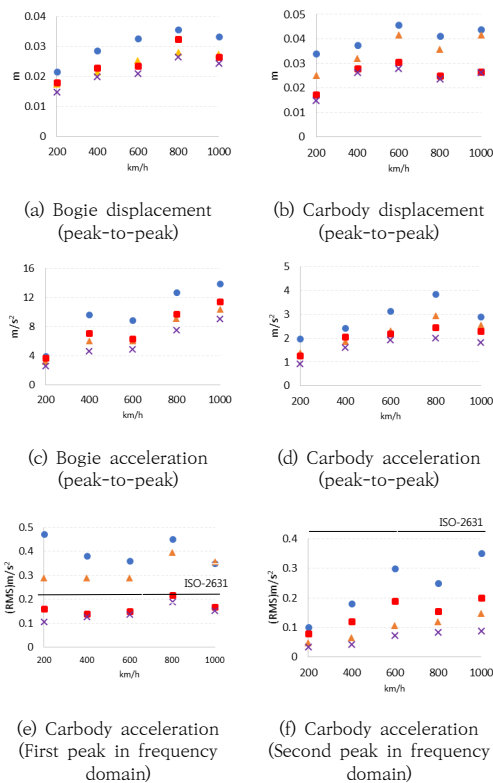 0.04
0.03
0.02
0.01
0
m
200 400 600 800 1000
km/h
(a) Bogie displacement
(peak-to-peak)
0.05
0.04
0.03
0.02
0.01
0
m
200 400 600 800 1000
km/h
(b) Carbody displacement
(peak-to-peak)
16
12
8
4
0
m/s²
200 400 600 800 1000
km/h
(c) Bogie acceleration
(peak-to-peak)
5
4
3
2
1
0
m/s²
200 400 600 800 1000
km/h
(d) Carbody acceleration
(peak-to-peak)
0.5
0.4
0.3
0.2
0.1
0
(RMS)m/s²
ISO-2631
200 400 600 800 1000
km/h
(e) Carbody acceleration
(First peak in frequency
domain)
ISO-2631
0.4
0.3
0.2
0.1
0
(RMS)m/s²
200 400 600 800 1000
km/h
(f) Carbody acceleration
(Second peak in frequency
domain)